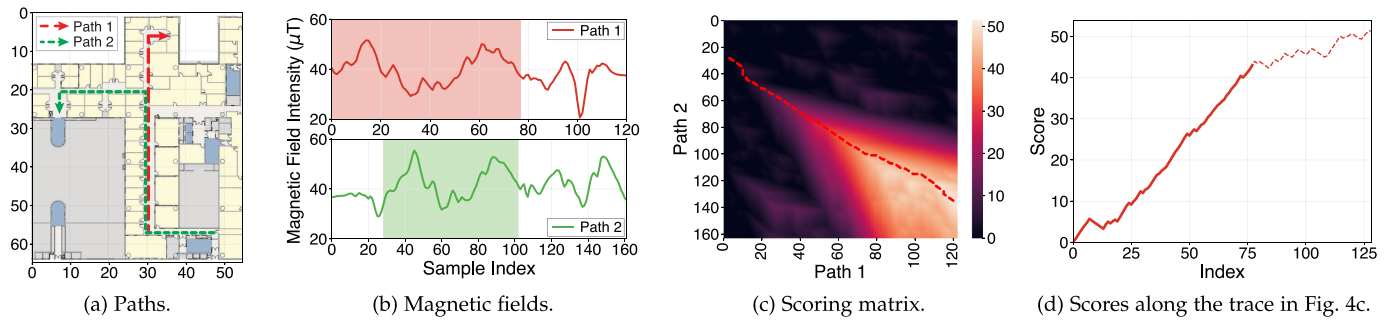 0
10
20
30
40
50
60
0 10 20 30 40 50
Path 1
Path 2
(a) Paths.
Magnetic Field Intensity (μT)
60
40
20
0 20 40 60 80 100 120
Path 1
60
40
20
0 20 40 60 80 100 120 140 160
Path 2
Sample Index
(b) Magnetic fields.
Path 2
0
20
40
60
80
100
120
140
160
0 20 40 60 80 100 120
Path 1
50
40
30
20
10
0
(c) Scoring matrix.
Score
50
40
30
20
10
0
0 25 50 75 100 125
Index
(d) Scores along the trace in Fig. 4c.